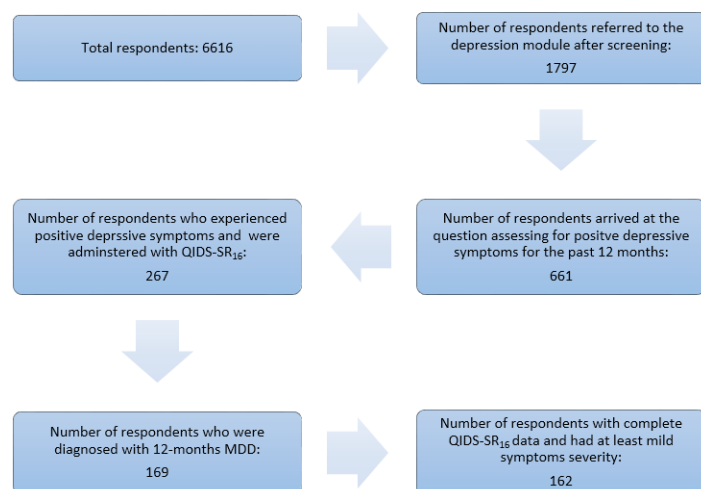 Total respondents: 6616
Number of respondents referred to the
depression module after screening:
1797
Number of respondents arrived at the
question assessing for positve depressive
symptoms for the past 12 months:
661
Number of respondents who experienced
positive deprssive symptoms and were
adminstered with QIDS-SR16:
267
Number of respondents who were
diagnosed with 12-months MDD:
169
Number of respondents with complete
QIDS-SR16 data and had at least mild
symptoms severity:
162